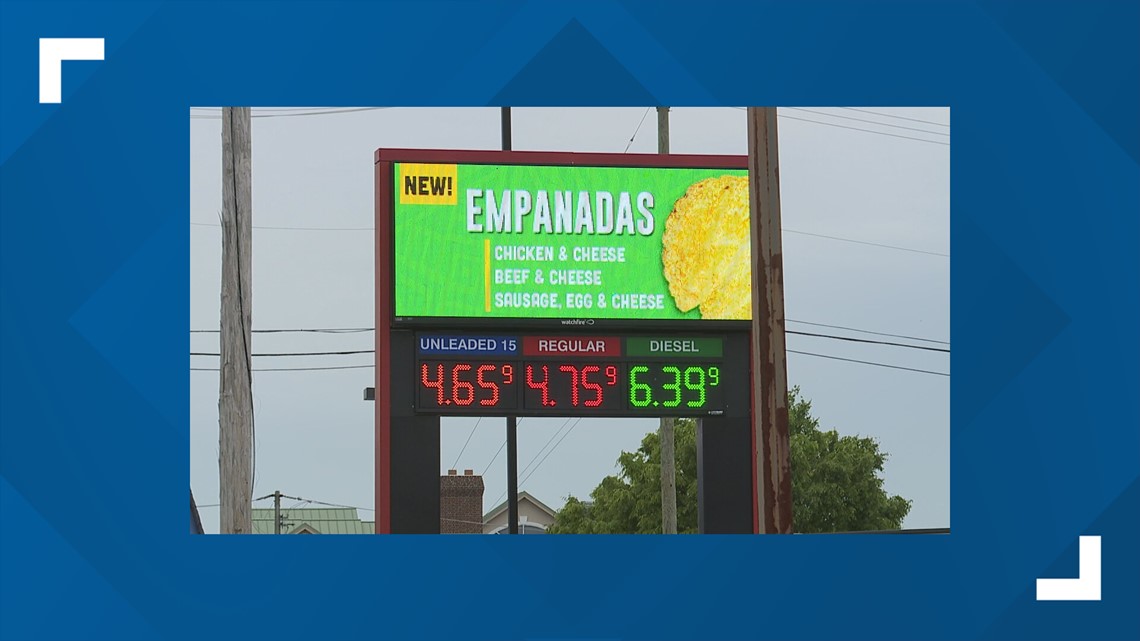 NEW!
EMPANADAS
CHICKEN & CHEESE
BEEF & CHEESE
SAUSAGE, EGG & CHEESE
watchfire
UNLEADED 15 REGULAR DIESEL
4.65 9 4.75 9 6.39 9